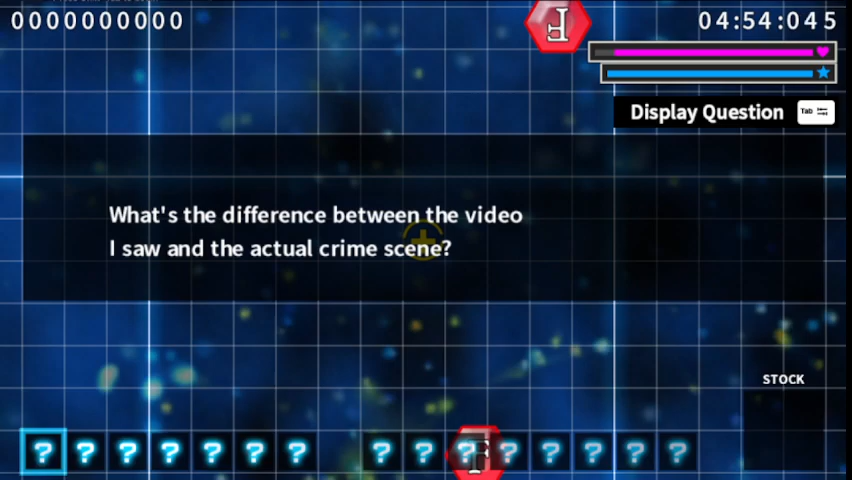 0000000000
F
04:54:045
Display Question
Tab
What's the difference between the video
I saw and the actual crime scene?
STOCK
? ? ? ? ? ? ? ? ? ? ? ? ? ? ?
F